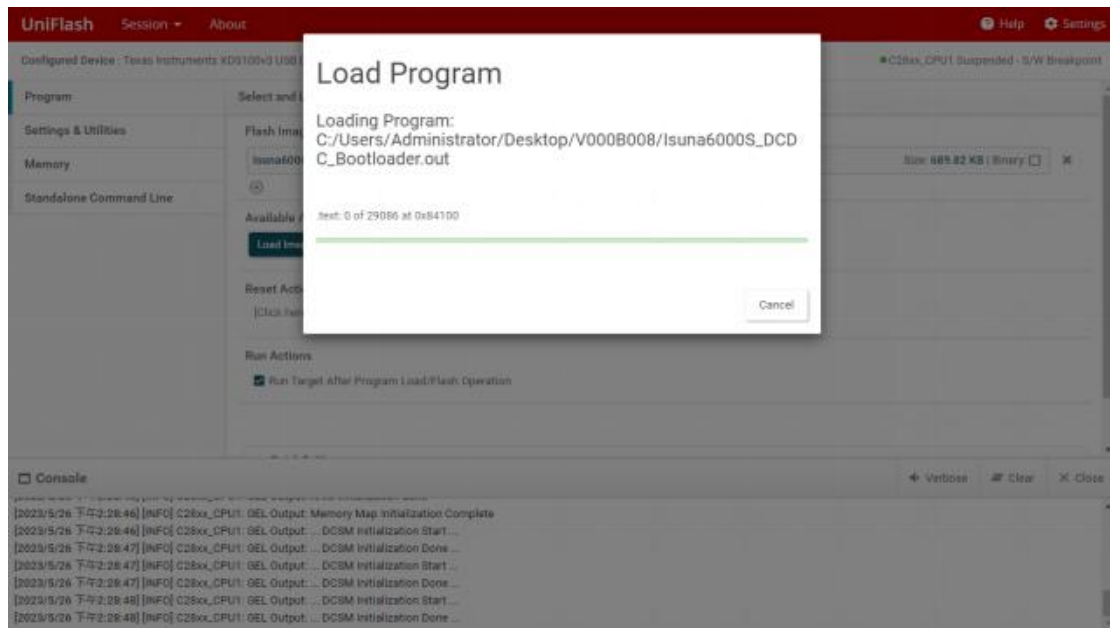 UniFlash Session About Help Settings
Configured Device : Texas Instruments XDS100v3 USB C28xx_CPU1 Suspended - S/W Breakpoint
Load Program
Program Select and
Loading Program:
C:/Users/Administrator/Desktop/V000B008/Isuna6000S_DCD
C_Bootloader.out
Settings & Utilities Flash Imag
Memory Isuna600 Size: 689.82 KB | Binary
Standalone Command Line
Available A
.text: 0 of 29086 at 0x84100
Load Imag
Reset Acti
[Click her
Cancel
Run Actions
Run Target After Program Load/Flash Operation
Console Verbose Clear Close
[2023/5/26 下午2:28:46] [INFO] C28xx_CPU1: GEL Output: Memory Map Initialization Complete
[2023/5/26 下午2:28:46] [INFO] C28xx_CPU1: GEL Output: ... DCSM Initialization Start ...
[2023/5/26 下午2:28:47] [INFO] C28xx_CPU1: GEL Output: ... DCSM Initialization Done ...
[2023/5/26 下午2:28:47] [INFO] C28xx_CPU1: GEL Output: ... DCSM Initialization Start ...
[2023/5/26 下午2:28:47] [INFO] C28xx_CPU1: GEL Output: ... DCSM Initialization Done ...
[2023/5/26 下午2:28:48] [INFO] C28xx_CPU1: GEL Output: ... DCSM Initialization Start ...
[2023/5/26 下午2:28:48] [INFO] C28xx_CPU1: GEL Output: ... DCSM Initialization Done ...